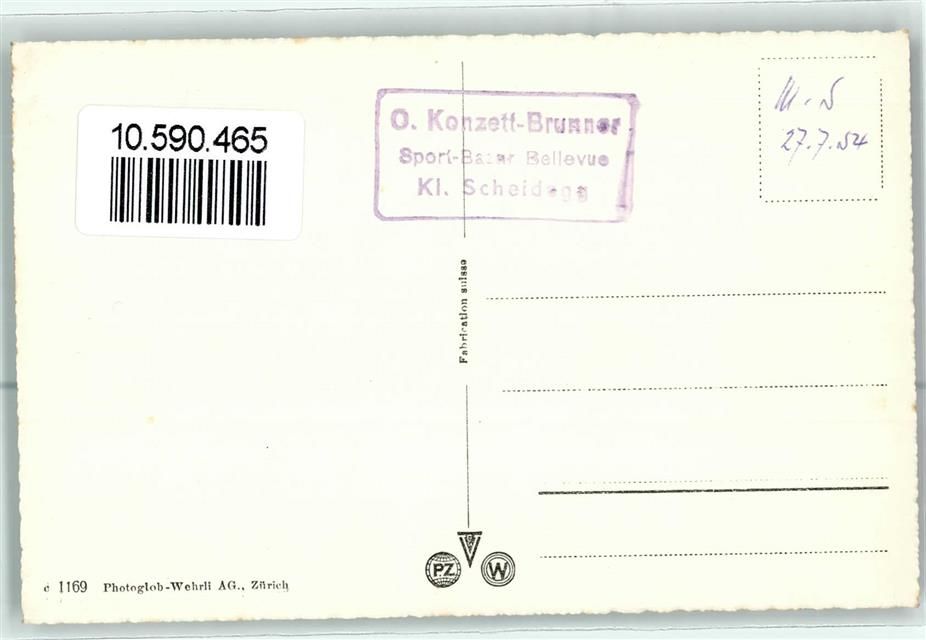 10.590.465
O. Konzett-Brunner
Sport-Bazar Bellevue
Kl. Scheidegg
27.7.54
Fabrication suisse
PZ
W
c 1169 Photoglob-Wehrli AG., Zürich